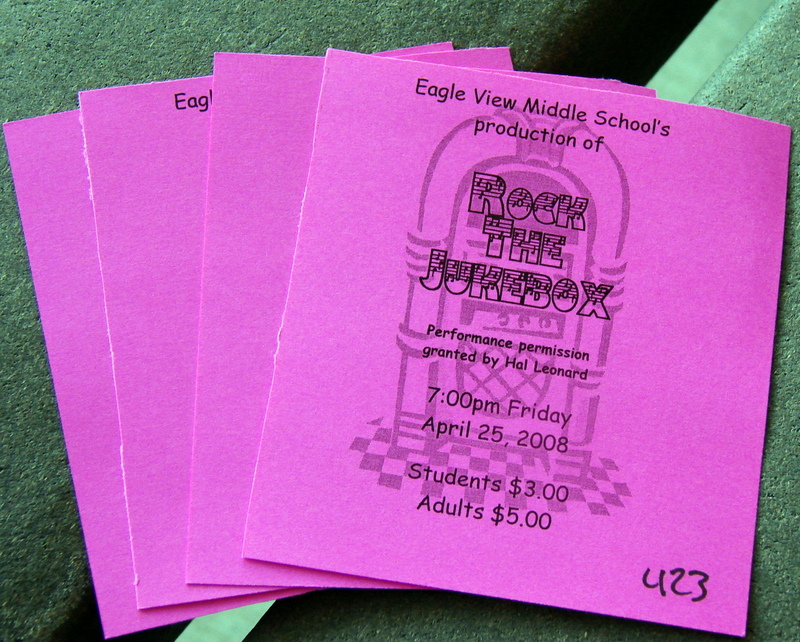 Eagle View Middle School's
production of
ROCK
THE
JUKEBOX
Performance permission
granted by Hal Leonard
7:00pm Friday
April 25, 2008
Students $3.00
Adults $5.00
423
Eagl